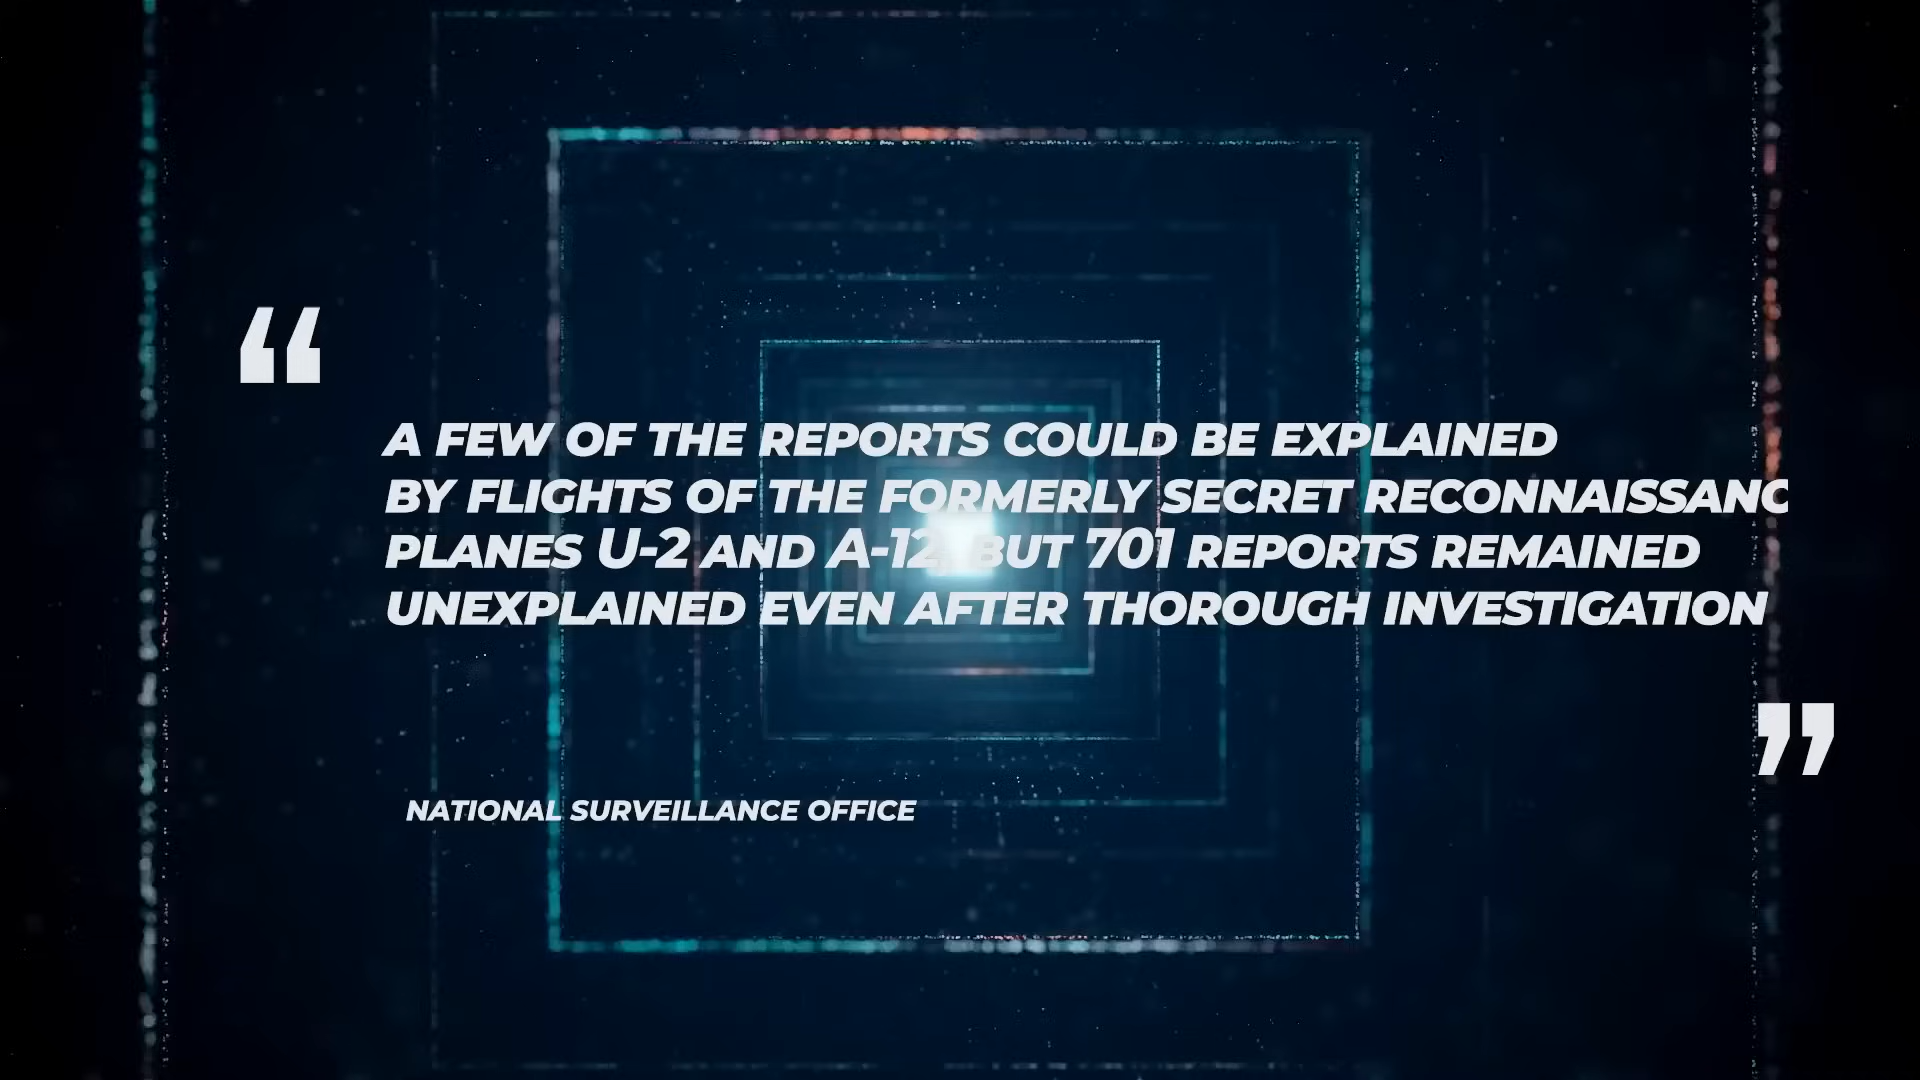 “
A FEW OF THE REPORTS COULD BE EXPLAINED
BY FLIGHTS OF THE FORMERLY SECRET RECONNAISSANC
PLANES U-2 AND A-12, BUT 701 REPORTS REMAINED
UNEXPLAINED EVEN AFTER THOROUGH INVESTIGATION
”
NATIONAL SURVEILLANCE OFFICE